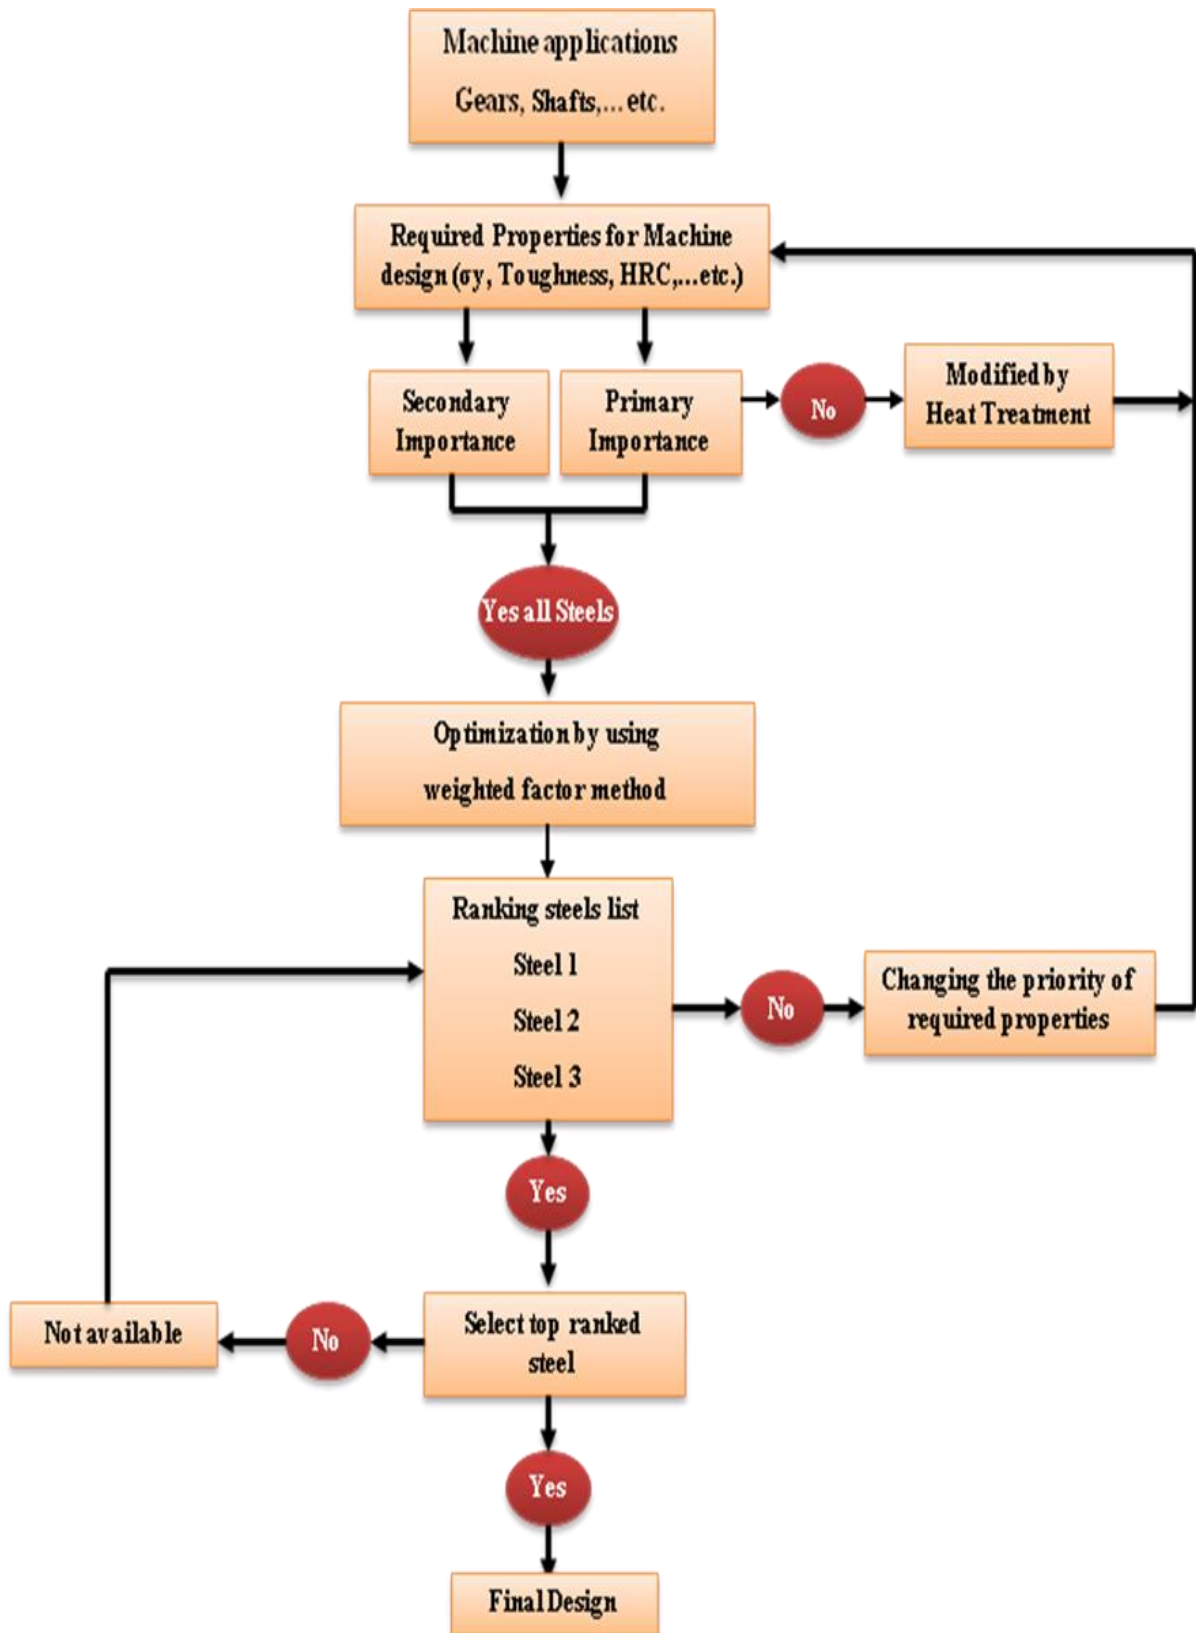 Machine applications
Gears, Shafts,... etc.
Required Properties for Machine
design (σy, Toughness, HRC,...etc.)
Secondary
Importance
Primary
Importance
No
Modified by
Heat Treatment
Yes all Steels
Optimization by using
weighted factor method
Ranking steels list
Steel 1
Steel 2
Steel 3
No
Changing the priority of
required properties
Yes
Select top ranked
steel
No
Not available
Yes
Final Design